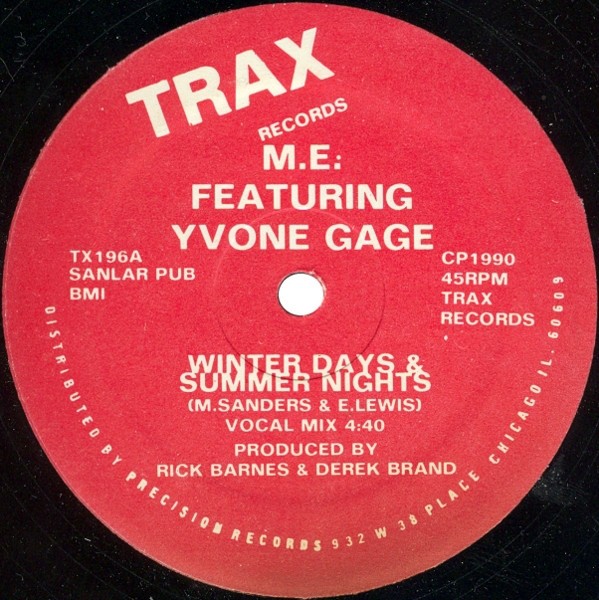 TRAX
RECORDS
M.E:
FEATURING
YVONE GAGE
TX196A
SANLAR PUB
BMI
CP1990
45RPM
TRAX
RECORDS
WINTER DAYS &
SUMMER NIGHTS
(M.SANDERS & E.LEWIS)
VOCAL MIX 4:40
PRODUCED BY
RICK BARNES & DEREK BRAND
DISTRIBUTED BY PRECISION RECORDS 932 W 38 PLACE CHICAGO IL. 60609